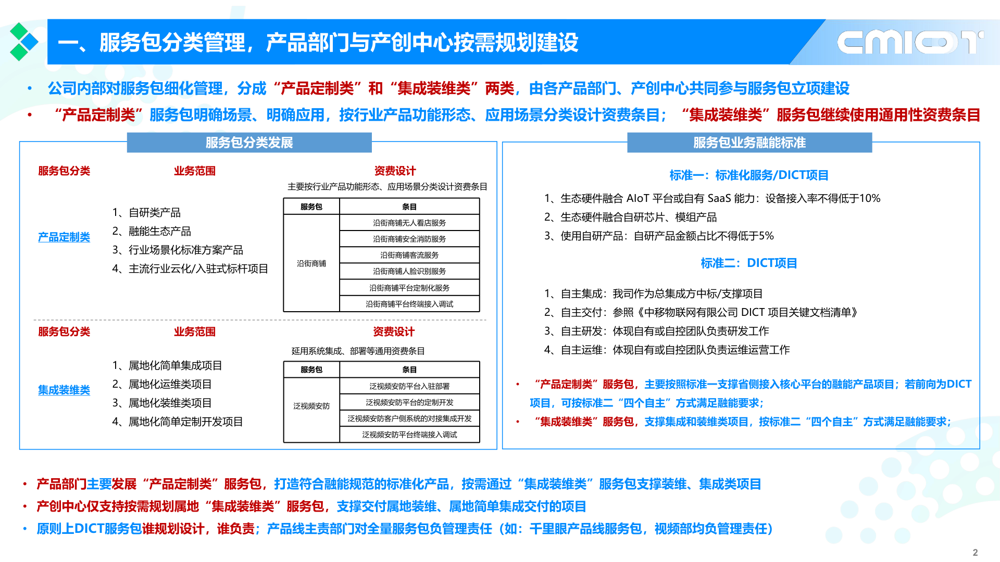 一、服务包分类管理，产品部门与产创中心按需规划建设
CMIOT
• 公司内部对服务包细化管理，分成“产品定制类”和“集成装维类”两类，由各产品部门、产创中心共同参与服务包立项建设
• “产品定制类”服务包明确场景、明确应用，按行业产品功能形态、应用场景分类设计资费条目；“集成装维类”服务包继续使用通用性资费条目
服务包分类发展
服务包分类 业务范围 资费设计
主要按行业产品功能形态、应用场景分类设计资费条目
产品定制类
1、自研类产品
2、融能生态产品
3、行业场景化标准方案产品
4、主流行业云化/入驻式标杆项目
服务包 条目
沿街商铺
沿街商铺无人看店服务
沿街商铺安全消防服务
沿街商铺客流服务
沿街商铺人脸识别服务
沿街商铺平台定制化服务
沿街商铺平台终端接入调试
服务包分类 业务范围 资费设计
延用系统集成、部署等通用资费条目
集成装维类
1、属地化简单集成项目
2、属地化运维类项目
3、属地化装维类项目
4、属地化简单定制开发项目
服务包 条目
泛视频安防
泛视频安防平台入驻部署
泛视频安防平台的定制开发
泛视频安防客户侧系统的对接集成开发
泛视频安防平台终端接入调试
服务包业务融能标准
标准一：标准化服务/DICT项目
1、生态硬件融合 AIoT 平台或自有 SaaS 能力：设备接入率不得低于10%
2、生态硬件融合自研芯片、模组产品
3、使用自研产品：自研产品金额占比不得低于5%
标准二：DICT项目
1、自主集成：我司作为总集成方中标/支撑项目
2、自主交付：参照《中移物联网有限公司 DICT 项目关键文档清单》
3、自主研发：体现自有或自控团队负责研发工作
4、自主运维：体现自有或自控团队负责运维运营工作
• “产品定制类”服务包，主要按照标准一支撑省侧接入核心平台的融能产品项目；若前向为DICT
项目，可按标准二“四个自主”方式满足融能要求；
• “集成装维类”服务包，支撑集成和装维类项目，按标准二“四个自主”方式满足融能要求；
• 产品部门主要发展“产品定制类”服务包，打造符合融能规范的标准化产品，按需通过“集成装维类”服务包支撑装维、集成类项目
• 产创中心仅支持按需规划属地“集成装维类”服务包，支撑交付属地装维、属地简单集成交付的项目
• 原则上DICT服务包谁规划设计，谁负责；产品线主责部门对全量服务包负管理责任（如：千里眼产品线服务包，视频部均负管理责任）
2